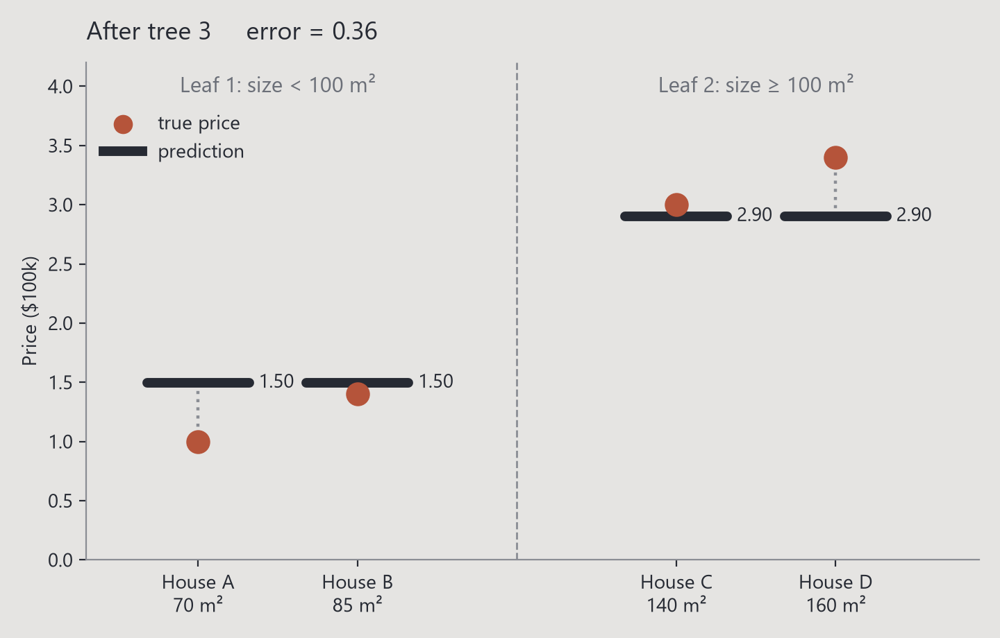 After tree 3 error = 0.36
Leaf 1: size < 100 m²
Leaf 2: size ≥ 100 m²
true price
prediction
Price ($100k)
4.0
3.5
3.0
2.5
2.0
1.5
1.0
0.5
0.0
1.50
1.50
2.90
2.90
House A
70 m²
House B
85 m²
House C
140 m²
House D
160 m²